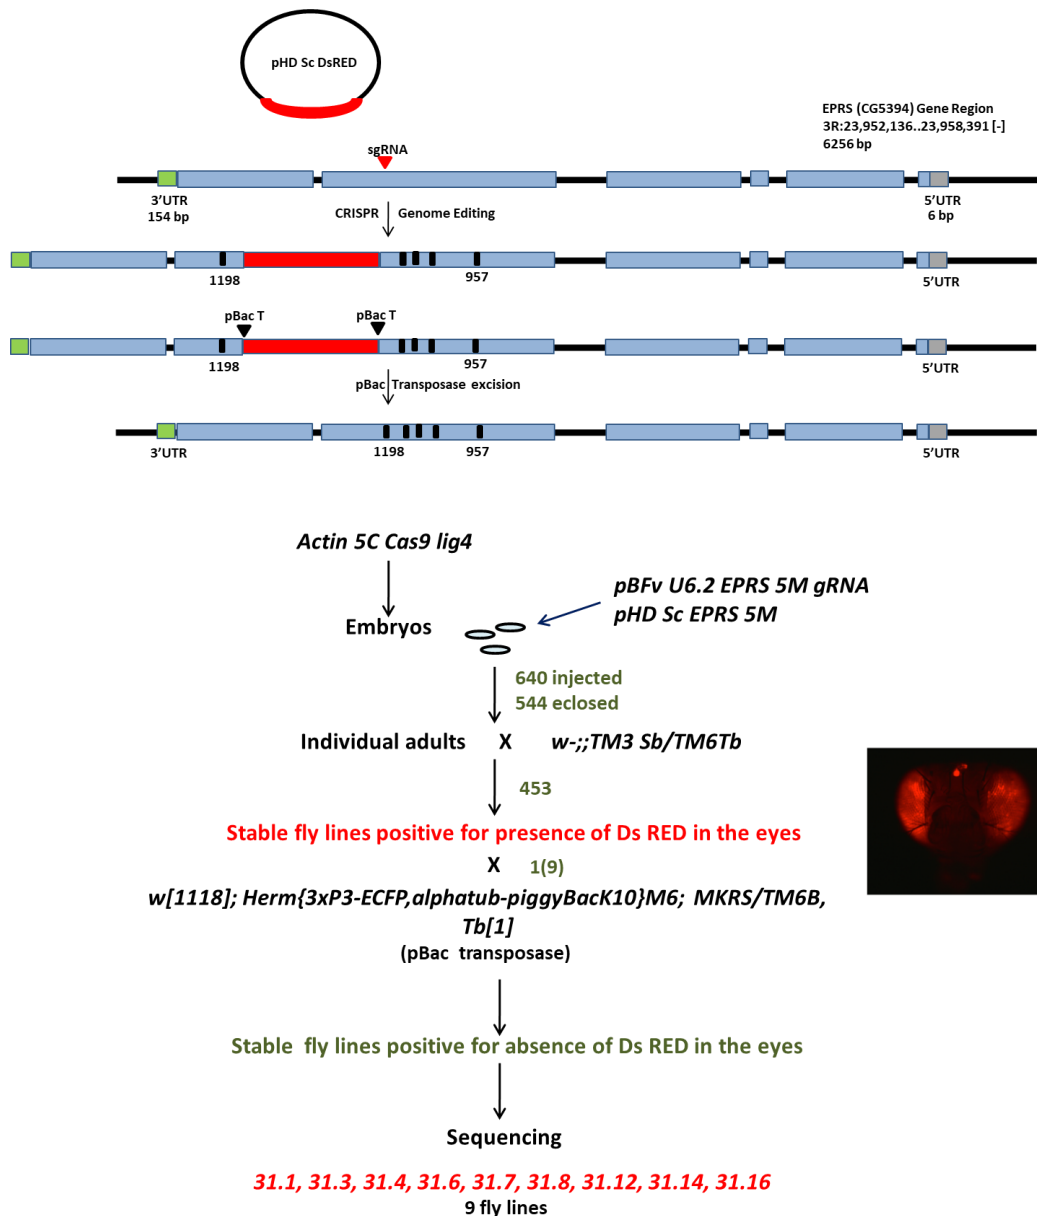 pHD Sc DsRED
EPRS (CG5394) Gene Region
3R:23,952,136..23,958,391 [-]
6256 bp
sgRNA
3'UTR
154 bp
5'UTR
6 bp
CRISPR Genome Editing
1198
957
5'UTR
pBac T
pBac T
1198
957
5'UTR
pBac Transposase excision
3'UTR
1198
957
5'UTR
Actin 5C Cas9 lig4
pBFv U6.2 EPRS 5M gRNA
pHD Sc EPRS 5M
Embryos
640 injected
544 eclosed
Individual adults X w-;;TM3 Sb/TM6Tb
453
Stable fly lines positive for presence of Ds RED in the eyes
X 1(9)
w[1118]; Herm{3xP3-ECFP,alphatub-piggyBacK10}M6; MKRS/TM6B,
Tb[1]
(pBac transposase)
Stable fly lines positive for absence of Ds RED in the eyes
Sequencing
31.1, 31.3, 31.4, 31.6, 31.7, 31.8, 31.12, 31.14, 31.16
9 fly lines